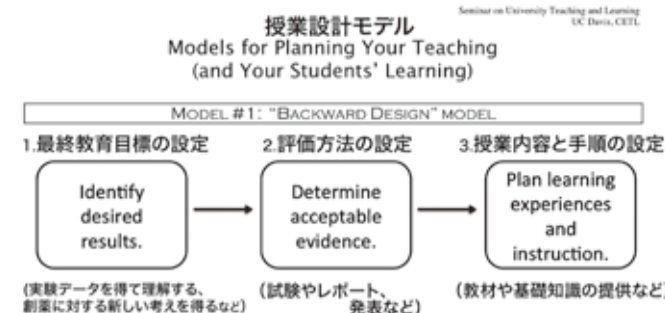 Seminar on University Teaching and Learning
UC Davis, CETL
授業設計モデル
Models for Planning Your Teaching
(and Your Students' Learning)
MODEL #1: "BACKWARD DESIGN" MODEL
1.最終教育目標の設定
Identify
desired
results.
(実験データを得て理解する、
創薬に対する新しい考えを得るなど)
2.評価方法の設定
Determine
acceptable
evidence.
(試験やレポート、
発表など)
3.授業内容と手順の設定
Plan learning
experiences
and
instruction.
(教材や基礎知識の提供など)